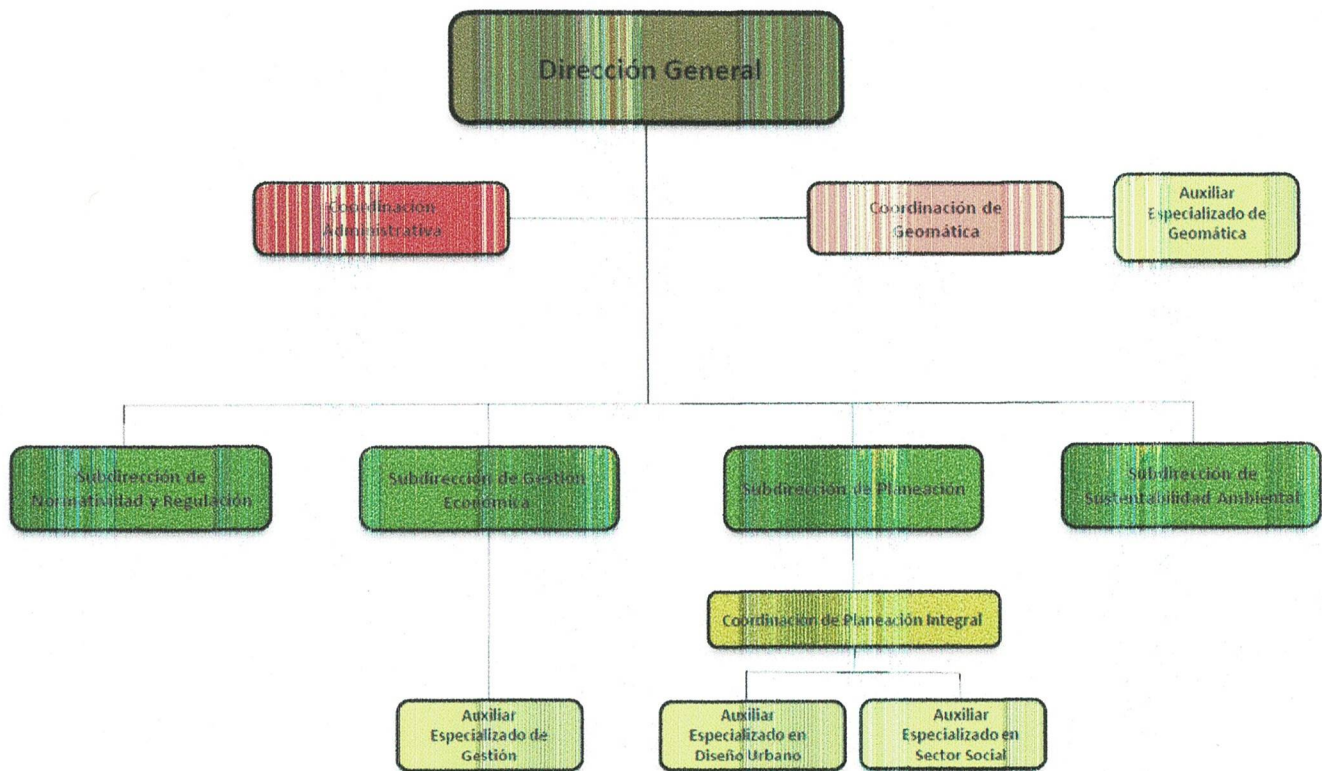 Dirección General
Coordinación
Administrativa
Coordinación de
Geomática
Auxiliar
Especializado de
Geomática
Subdirección de
Normatividad y Regulación
Subdirección de Gestión
Económica
Subdirección de Planeación
Subdirección de
Sustentabilidad Ambiental
Coordinación de Planeación Integral
Auxiliar
Especializado de
Gestión
Auxiliar
Especializado en
Diseño Urbano
Auxiliar
Especializado en
Sector Social